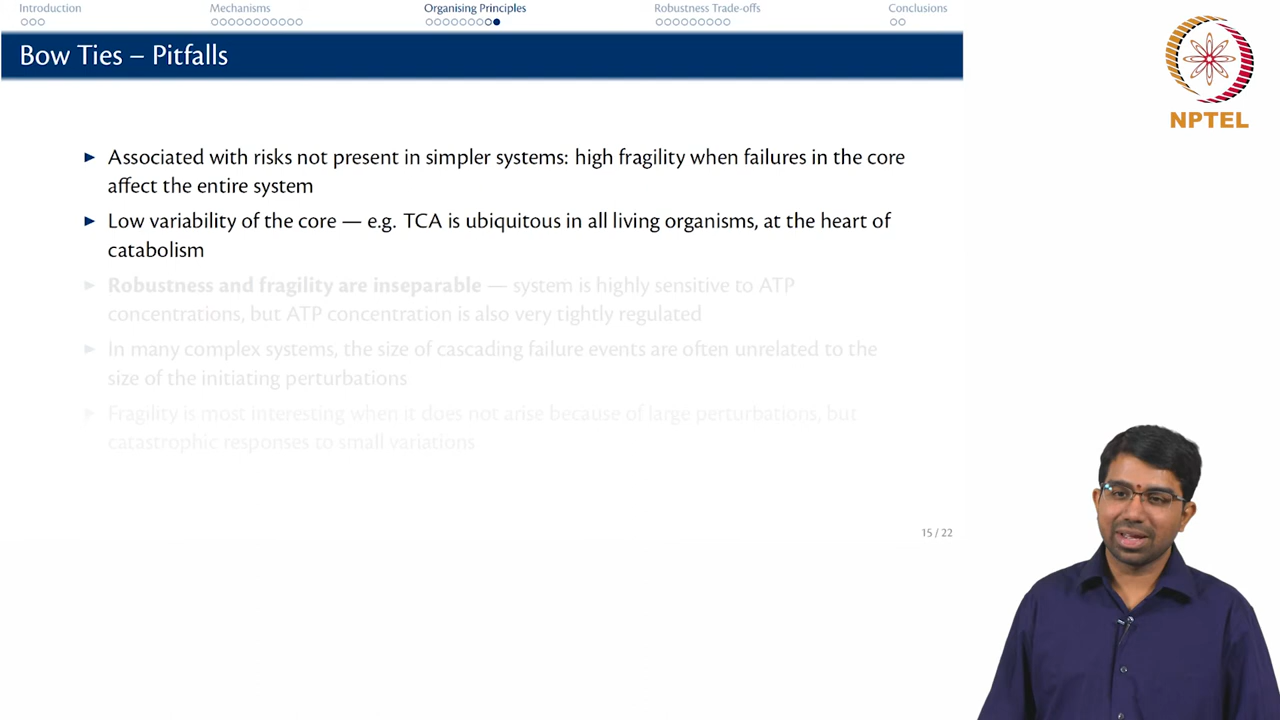 Introduction Mechanisms Organising Principles Robustness Trade-offs Conclusions
Bow Ties – Pitfalls
NPTEL
Associated with risks not present in simpler systems: high fragility when failures in the core
affect the entire system
Low variability of the core — e.g. TCA is ubiquitous in all living organisms, at the heart of
catabolism
Robustness and fragility are inseparable — system is highly sensitive to ATP
concentrations, but ATP concentration is also very tightly regulated
In many complex systems, the size of cascading failure events are often unrelated to the
size of the initiating perturbations
Fragility is most interesting when it does not arise because of large perturbations, but
catastrophic responses to small variations
15 / 22